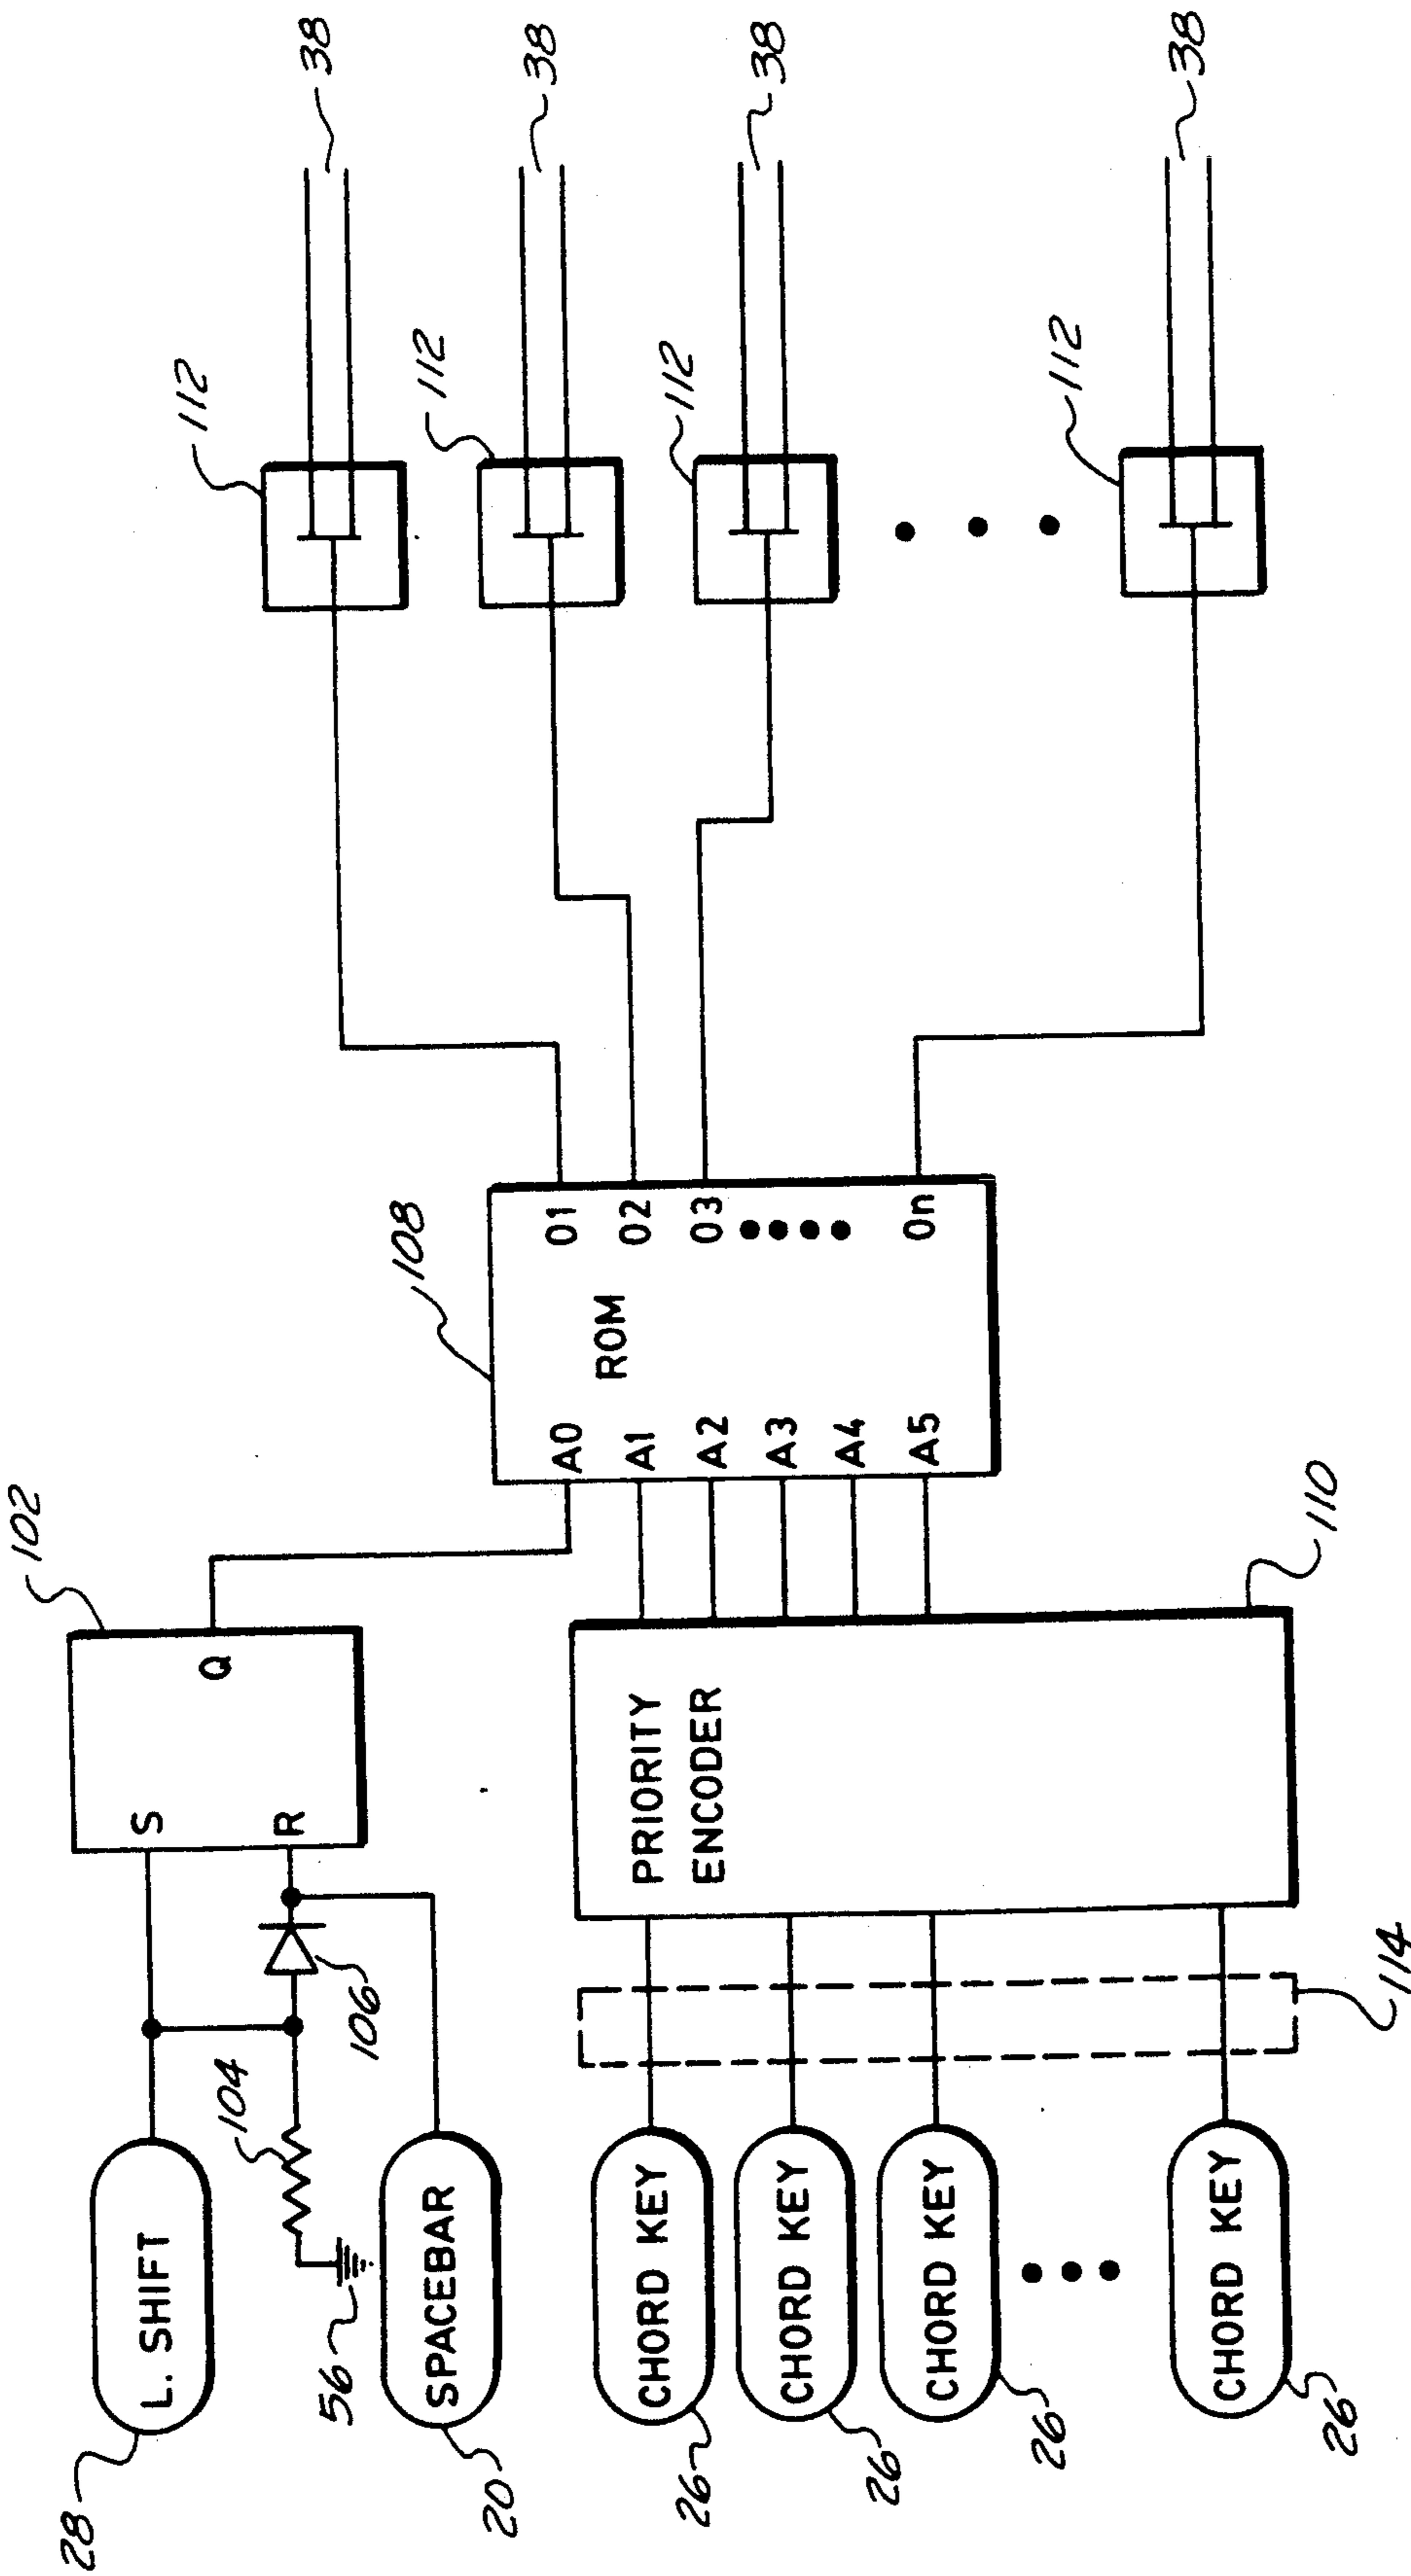 28
L. SHIFT
104
56
106
S
R
Q
102
20
SPACEBAR
26
CHORD KEY
26
CHORD KEY
26
CHORD KEY
26
CHORD KEY
114
PRIORITY
ENCODER
110
108
ROM
A0
A1
A2
A3
A4
A5
01
02
03
0n
112
38
112
38
112
38
112
38